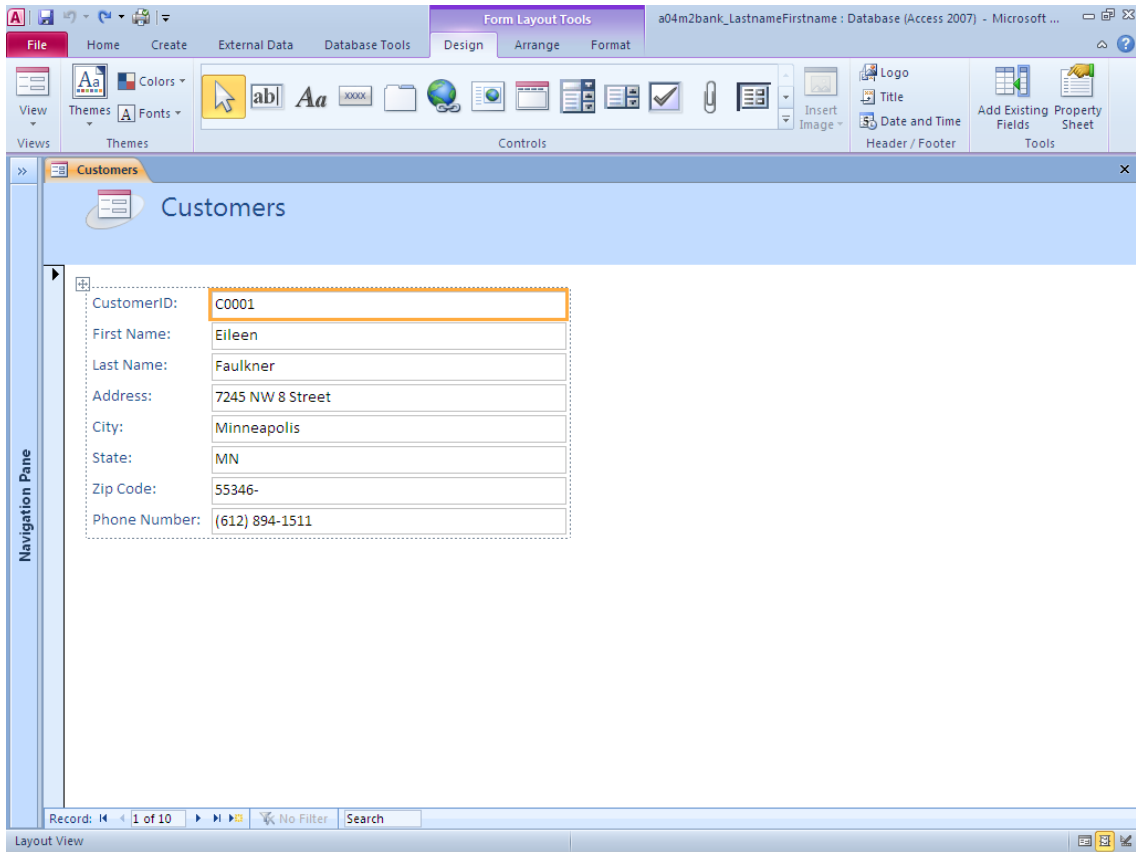 a04m2bank_LastnameFirstname : Database (Access 2007) - Microsoft ...
Form Layout Tools
File Home Create External Data Database Tools Design Arrange Format
View
Themes
Colors
Fonts
Aa
A
ab|
Aa
XXXX
Insert
Image
Logo
Title
Date and Time
Add Existing
Fields
Property
Sheet
Views Themes Controls Header / Footer Tools
Customers
Customers
CustomerID: C0001
First Name: Eileen
Last Name: Faulkner
Address: 7245 NW 8 Street
City: Minneapolis
State: MN
Zip Code: 55346-
Phone Number: (612) 894-1511
Navigation Pane
Record: 1 of 10 No Filter Search
Layout View